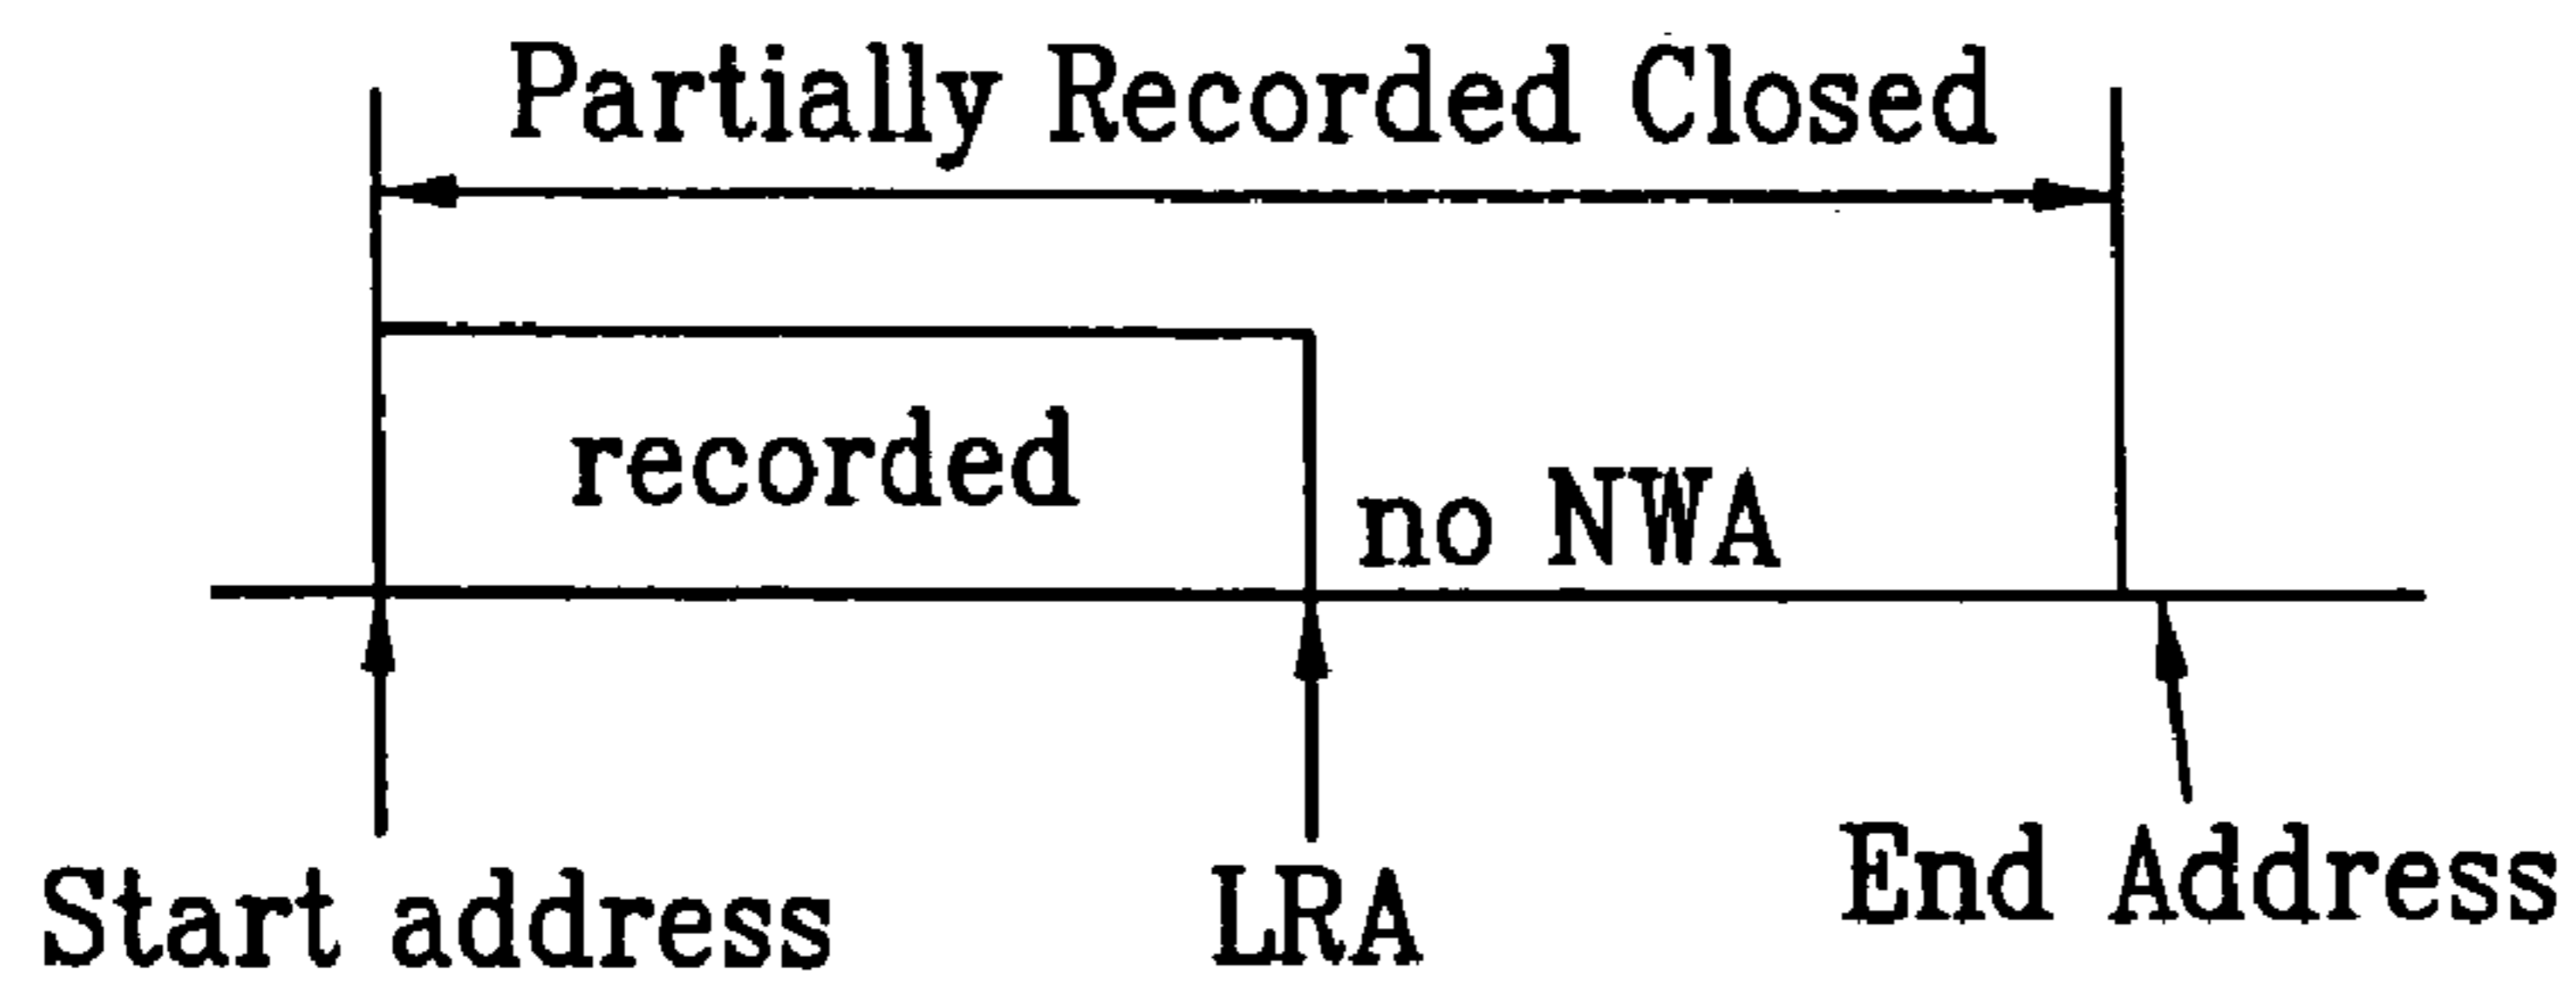 Partially Recorded Closed
recorded
no NWA
Start address
LRA
End Address